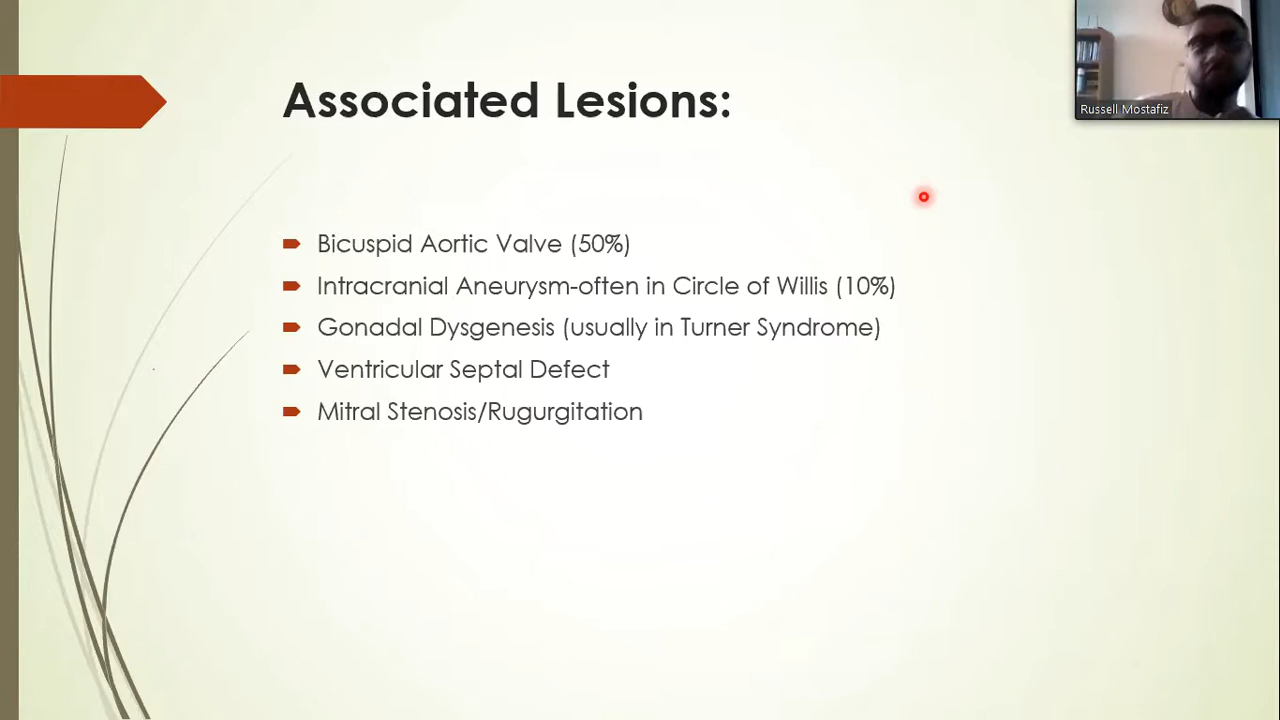 Associated Lesions:
Russell Mostafiz
Bicuspid Aortic Valve (50%)
Intracranial Aneurysm-often in Circle of Willis (10%)
Gonadal Dysgenesis (usually in Turner Syndrome)
Ventricular Septal Defect
Mitral Stenosis/Rugurgitation